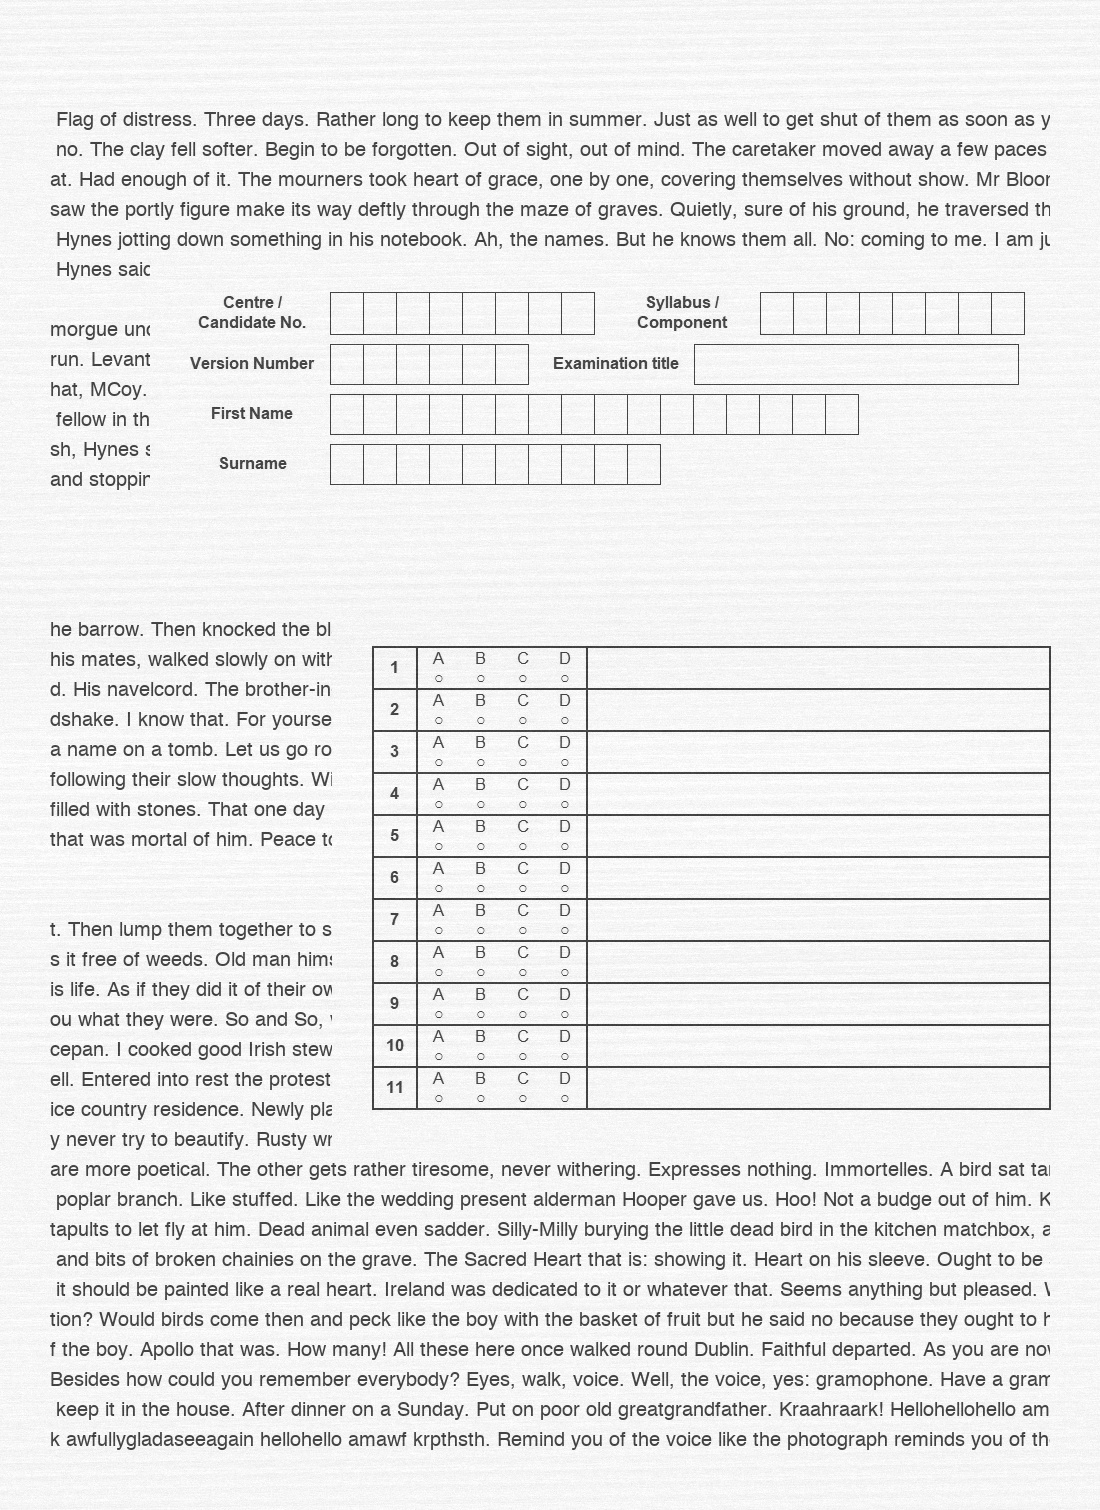 Flag of distress. Three days. Rather long to keep them in summer. Just as well to get shut of them as soon as y
no. The clay fell softer. Begin to be forgotten. Out of sight, out of mind. The caretaker moved away a few paces
at. Had enough of it. The mourners took heart of grace, one by one, covering themselves without show. Mr Bloom
saw the portly figure make its way deftly through the maze of graves. Quietly, sure of his ground, he traversed th
Hynes jotting down something in his notebook. Ah, the names. But he knows them all. No: coming to me. I am ju
Hynes said
morgue und
run. Levant
hat, MCoy.
fellow in th
sh, Hynes s
and stoppin
Centre /
Candidate No.
Syllabus /
Component
Version Number
Examination title
First Name
Surname
he barrow. Then knocked the bl
his mates, walked slowly on with
d. His navelcord. The brother-in
dshake. I know that. For yourse
a name on a tomb. Let us go ro
following their slow thoughts. Wi
filled with stones. That one day
that was mortal of him. Peace to
t. Then lump them together to s
s it free of weeds. Old man hims
is life. As if they did it of their ow
ou what they were. So and So, w
cepan. I cooked good Irish stew
ell. Entered into rest the protest
ice country residence. Newly pla
y never try to beautify. Rusty wr
1 A B C D
2 A B C D
3 A B C D
4 A B C D
5 A B C D
6 A B C D
7 A B C D
8 A B C D
9 A B C D
10 A B C D
11 A B C D
are more poetical. The other gets rather tiresome, never withering. Expresses nothing. Immortelles. A bird sat tam
poplar branch. Like stuffed. Like the wedding present alderman Hooper gave us. Hoo! Not a budge out of him. K
tapults to let fly at him. Dead animal even sadder. Silly-Milly burying the little dead bird in the kitchen matchbox, a
and bits of broken chainies on the grave. The Sacred Heart that is: showing it. Heart on his sleeve. Ought to be
it should be painted like a real heart. Ireland was dedicated to it or whatever that. Seems anything but pleased. W
tion? Would birds come then and peck like the boy with the basket of fruit but he said no because they ought to h
f the boy. Apollo that was. How many! All these here once walked round Dublin. Faithful departed. As you are now
Besides how could you remember everybody? Eyes, walk, voice. Well, the voice, yes: gramophone. Have a gram
keep it in the house. After dinner on a Sunday. Put on poor old greatgrandfather. Kraahraark! Hellohellohello am
k awfullygladaseeagain hellohello amawf krpthsth. Remind you of the voice like the photograph reminds you of th